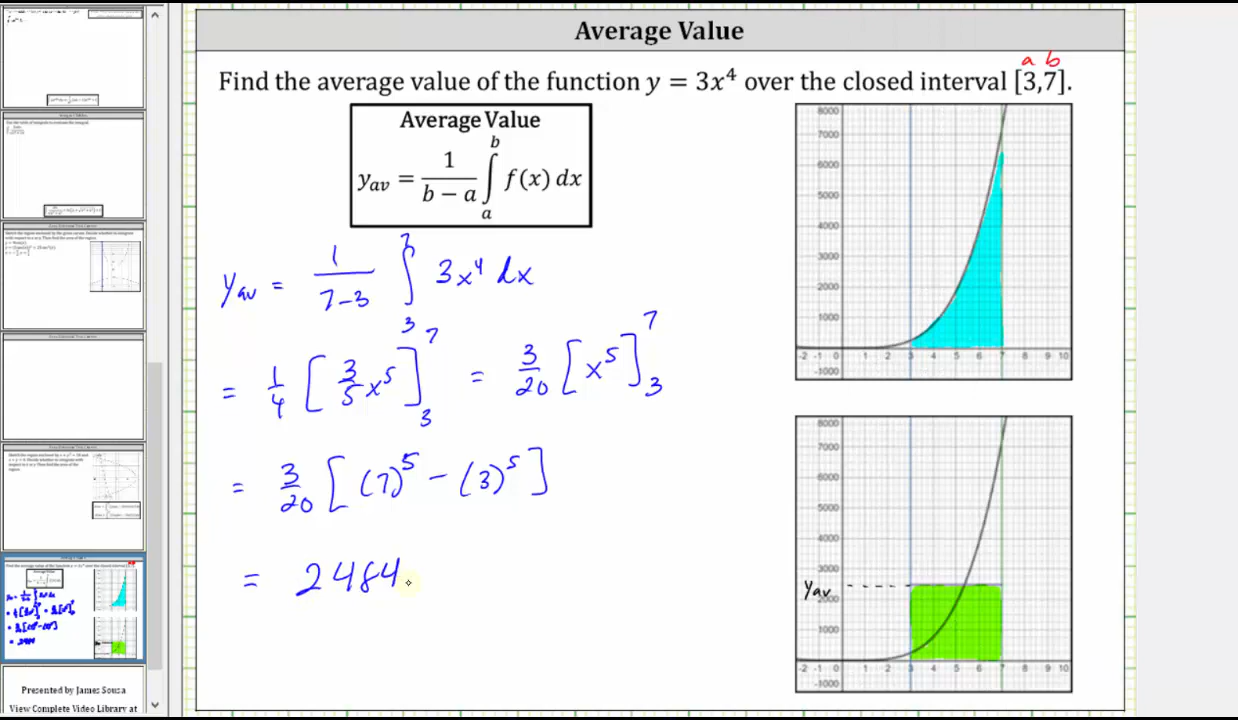 Average Value
Find the average value of the function y = 3x⁴ over the closed interval [3,7].
a b
Average Value
y_av = 1/(b − a) ∫_a^b f(x) dx
y_av = 1/(7−3) ∫_3^7 3x⁴ dx
= 1/4 [3/5 x⁵]_3^7 = 3/20 [x⁵]_3^7
= 3/20 [(7)⁵ − (3)⁵]
= 2484
8000
7000
6000
5000
4000
3000
2000
1000
-2 -1 0 1 2 3 4 5 6 7 8 9 10
-1000
8000
7000
6000
5000
4000
3000
y_av
2000
1000
-2 -1 0 1 2 3 4 5 6 7 8 9 10
-1000
Presented by James Sousa
View Complete Video Library at